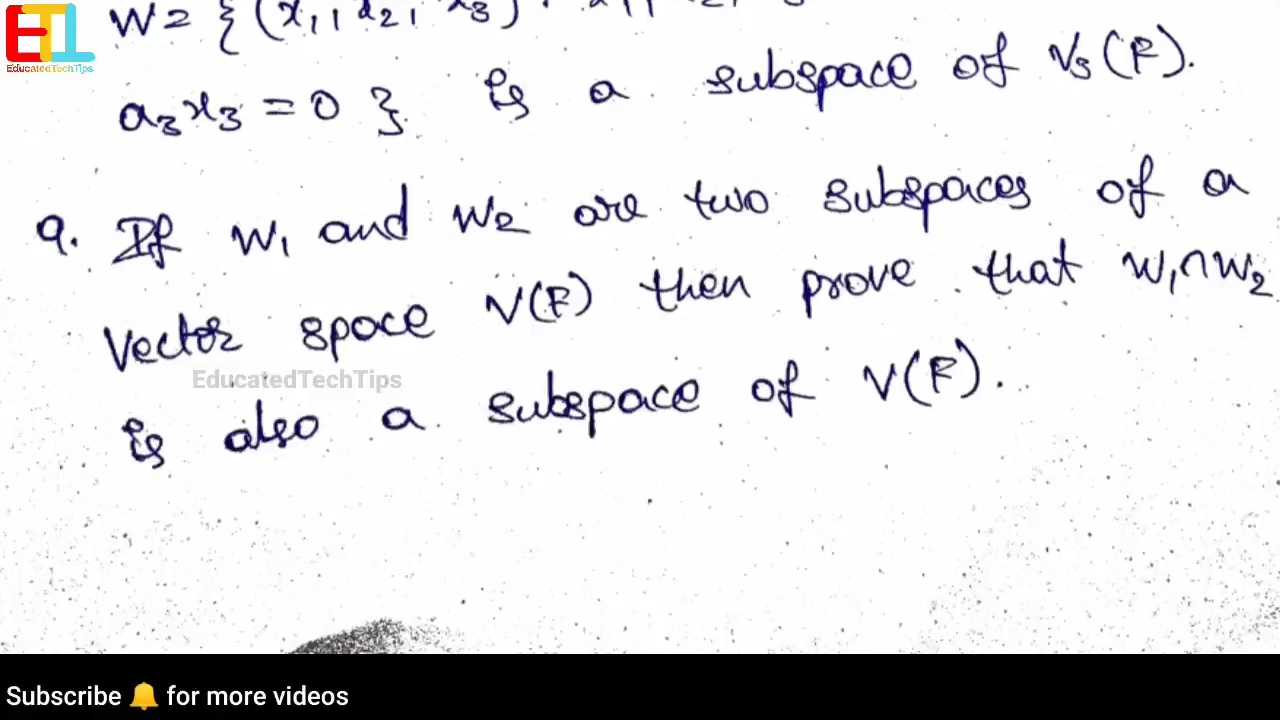 ETL
EducatedTechTips
W = { (x₁, x₂, x₃) :
a₃x₃ = 0 } is a subspace of V₃(F).
9. If W₁ and W₂ are two subspaces of a
Vector space V(F) then prove that W₁∩W₂
EducatedTechTips
is also a subspace of V(F).
Subscribe 🔔 for more videos